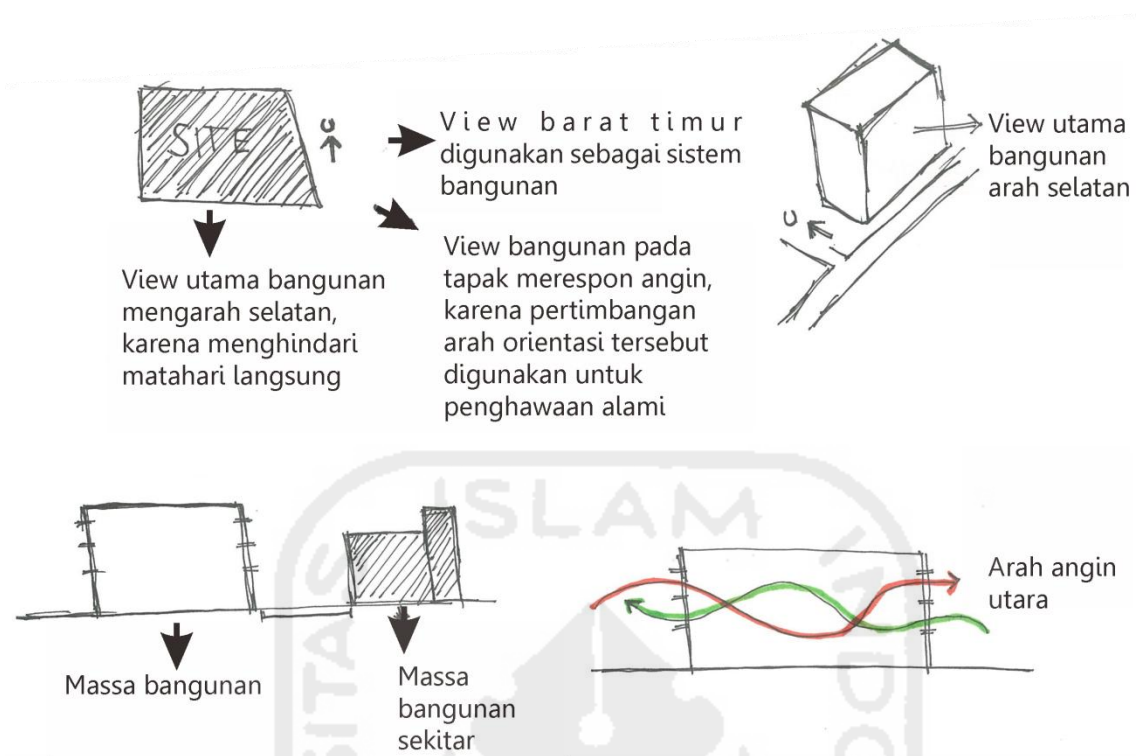 SITE
U
View barat timur
digunakan sebagai sistem
bangunan
View utama
bangunan
arah selatan
U
View utama bangunan
mengarah selatan,
karena menghindari
matahari langsung
View bangunan pada
tapak merespon angin,
karena pertimbangan
arah orientasi tersebut
digunakan untuk
penghawaan alami
ISLAM
Arah angin
utara
Massa bangunan
Massa
bangunan
sekitar
SITAS
INDO